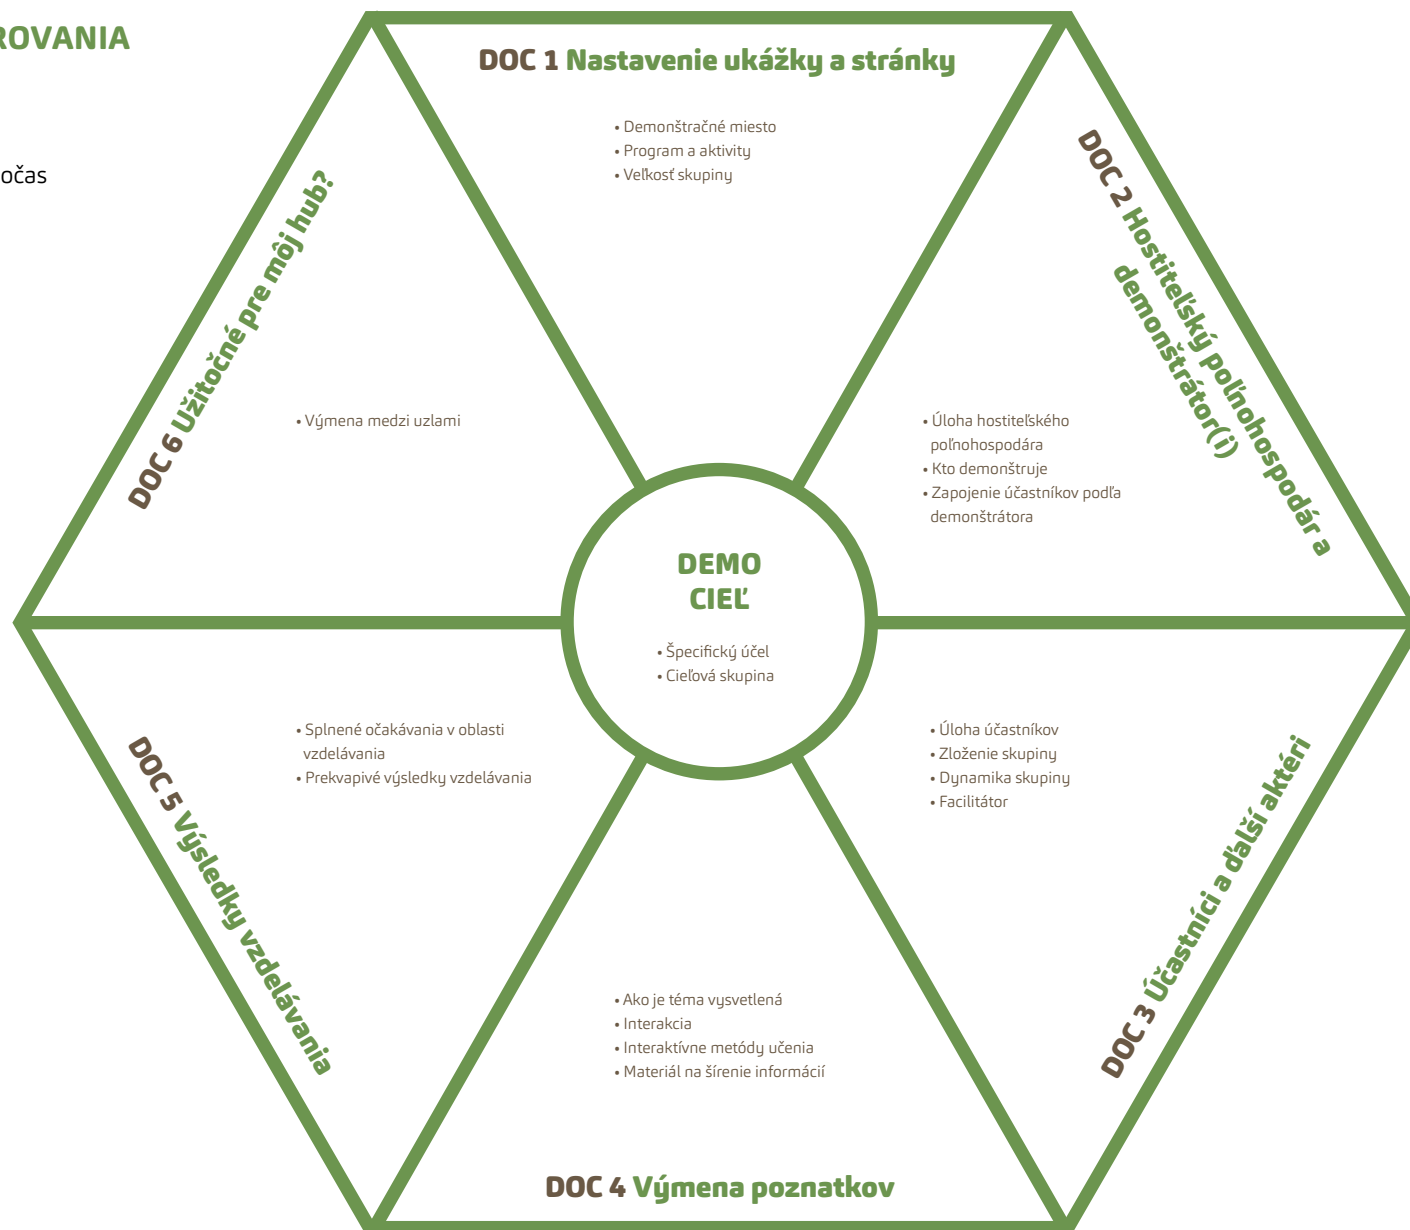 ROVANIA
očas
DOC 1 Nastavenie ukážky a stránky
• Demonštračné miesto
• Program a aktivity
• Veľkosť skupiny
DOC 2 Hostiteľský poľnohospodár a
demonštrátor(i)
• Úloha hostiteľského
poľnohospodára
• Kto demonštruje
• Zapojenie účastníkov podľa
demonštrátora
DOC 6 Užitočné pre môj hub?
• Výmena medzi uzlami
DEMO
CIEĽ
• Špecifický účel
• Cieľová skupina
• Splnené očakávania v oblasti
vzdelávania
• Prekvapivé výsledky vzdelávania
DOC 5 Výsledky vzdelávania
• Úloha účastníkov
• Zloženie skupiny
• Dynamika skupiny
• Facilitátor
DOC 3 Účastníci a ďalší aktéri
• Ako je téma vysvetlená
• Interakcia
• Interaktívne metódy učenia
• Materiál na šírenie informácií
DOC 4 Výmena poznatkov